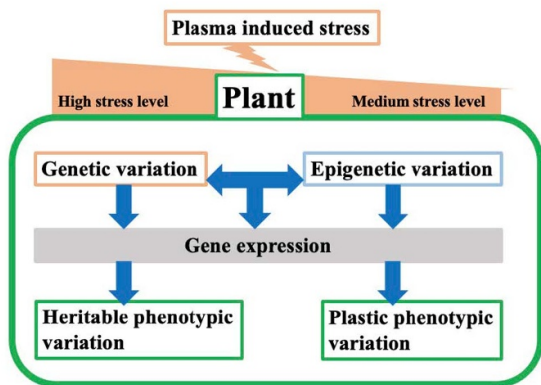 Plasma induced stress
High stress level
Plant
Medium stress level
Genetic variation
Epigenetic variation
Gene expression
Heritable phenotypic
variation
Plastic phenotypic
variation